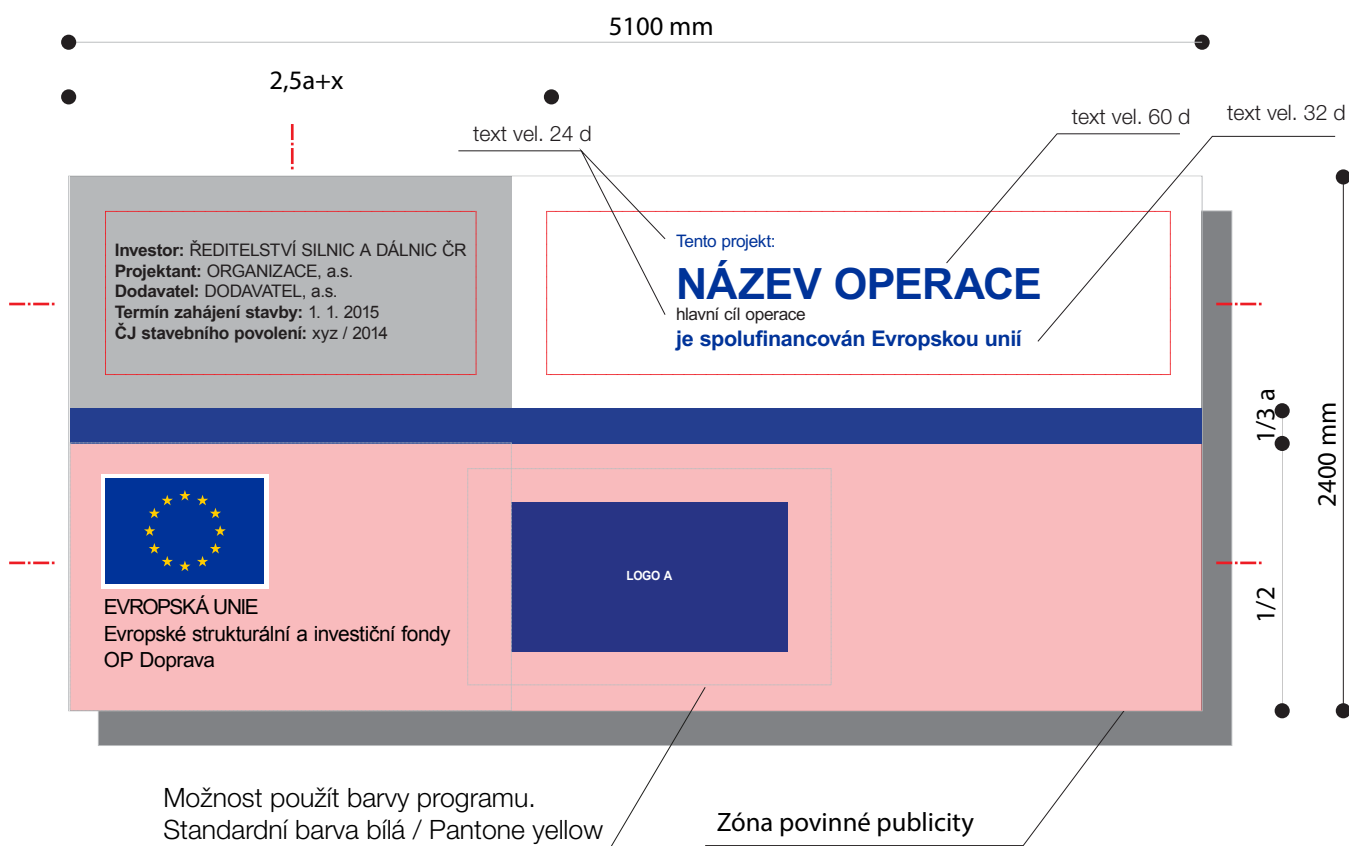 5100 mm
2,5a+x
text vel. 24 d
text vel. 60 d
text vel. 32 d
Investor: ŘEDITELSTVÍ SILNIC A DÁLNIC ČR
Projektant: ORGANIZACE, a.s.
Dodavatel: DODAVATEL, a.s.
Termín zahájení stavby: 1. 1. 2015
ČJ stavebního povolení: xyz / 2014
Tento projekt:
NÁZEV OPERACE
hlavní cíl operace
je spolufinancován Evropskou unií
1/3 a
2400 mm
1/2
LOGO A
EVROPSKÁ UNIE
Evropské strukturální a investiční fondy
OP Doprava
Možnost použít barvy programu.
Standardní barva bílá / Pantone yellow
Zóna povinné publicity